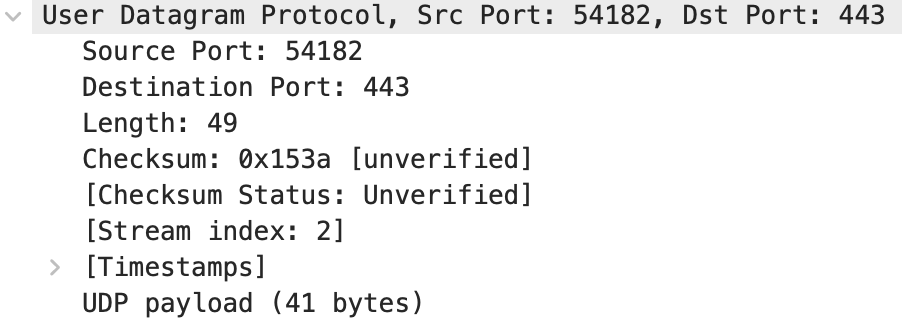 User Datagram Protocol, Src Port: 54182, Dst Port: 443
Source Port: 54182
Destination Port: 443
Length: 49
Checksum: 0x153a [unverified]
[Checksum Status: Unverified]
[Stream index: 2]
[Timestamps]
UDP payload (41 bytes)